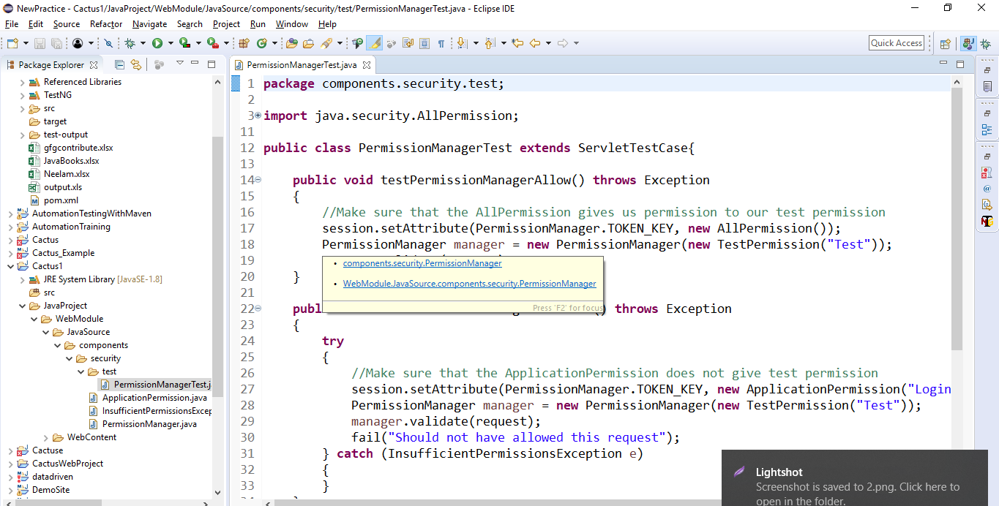 NewPractice - Cactus1/JavaProject/WebModule/JavaSource/components/security/test/PermissionManagerTest.java - Eclipse IDE
File Edit Source Refactor Navigate Search Project Run Window Help
Quick Access
Package Explorer
Referenced Libraries
TestNG
src
target
test-output
gfgcontribute.xlsx
JavaBooks.xlsx
Neelam.xlsx
output.xls
pom.xml
AutomationTestingWithMaven
AutomationTraining
Cactus
Cactus_Example
Cactus1
JRE System Library [JavaSE-1.8]
src
JavaProject
WebModule
JavaSource
components
security
test
PermissionManagerTest.j
ApplicationPermission.java
InsufficientPermissionsExcep
PermissionManager.java
WebContent
Cactuse
CactusWebProject
datadriven
DemoSite
PermissionManagerTest.java
1 package components.security.test;
2
3 import java.security.AllPermission;
11
12 public class PermissionManagerTest extends ServletTestCase{
13
14 public void testPermissionManagerAllow() throws Exception
15 {
16 //Make sure that the AllPermission gives us permission to our test permission
17 session.setAttribute(PermissionManager.TOKEN_KEY, new AllPermission());
18 PermissionManager manager = new PermissionManager(new TestPermission("Test"));
19
• components.security.PermissionManager
20 }
• WebModule.JavaSource.components.security.PermissionManager
21
Press 'F2' for focus
22 publ ) throws Exception
23 {
24 try
25 {
26 //Make sure that the ApplicationPermission does not give test permission
27 session.setAttribute(PermissionManager.TOKEN_KEY, new ApplicationPermission("Login
28 PermissionManager manager = new PermissionManager(new TestPermission("Test"));
29 manager.validate(request);
30 fail("Should not have allowed this request");
31 } catch (InsufficientPermissionsException e)
32 {
33 }
Lightshot
Screenshot is saved to 2.png. Click here to
open in the folder.